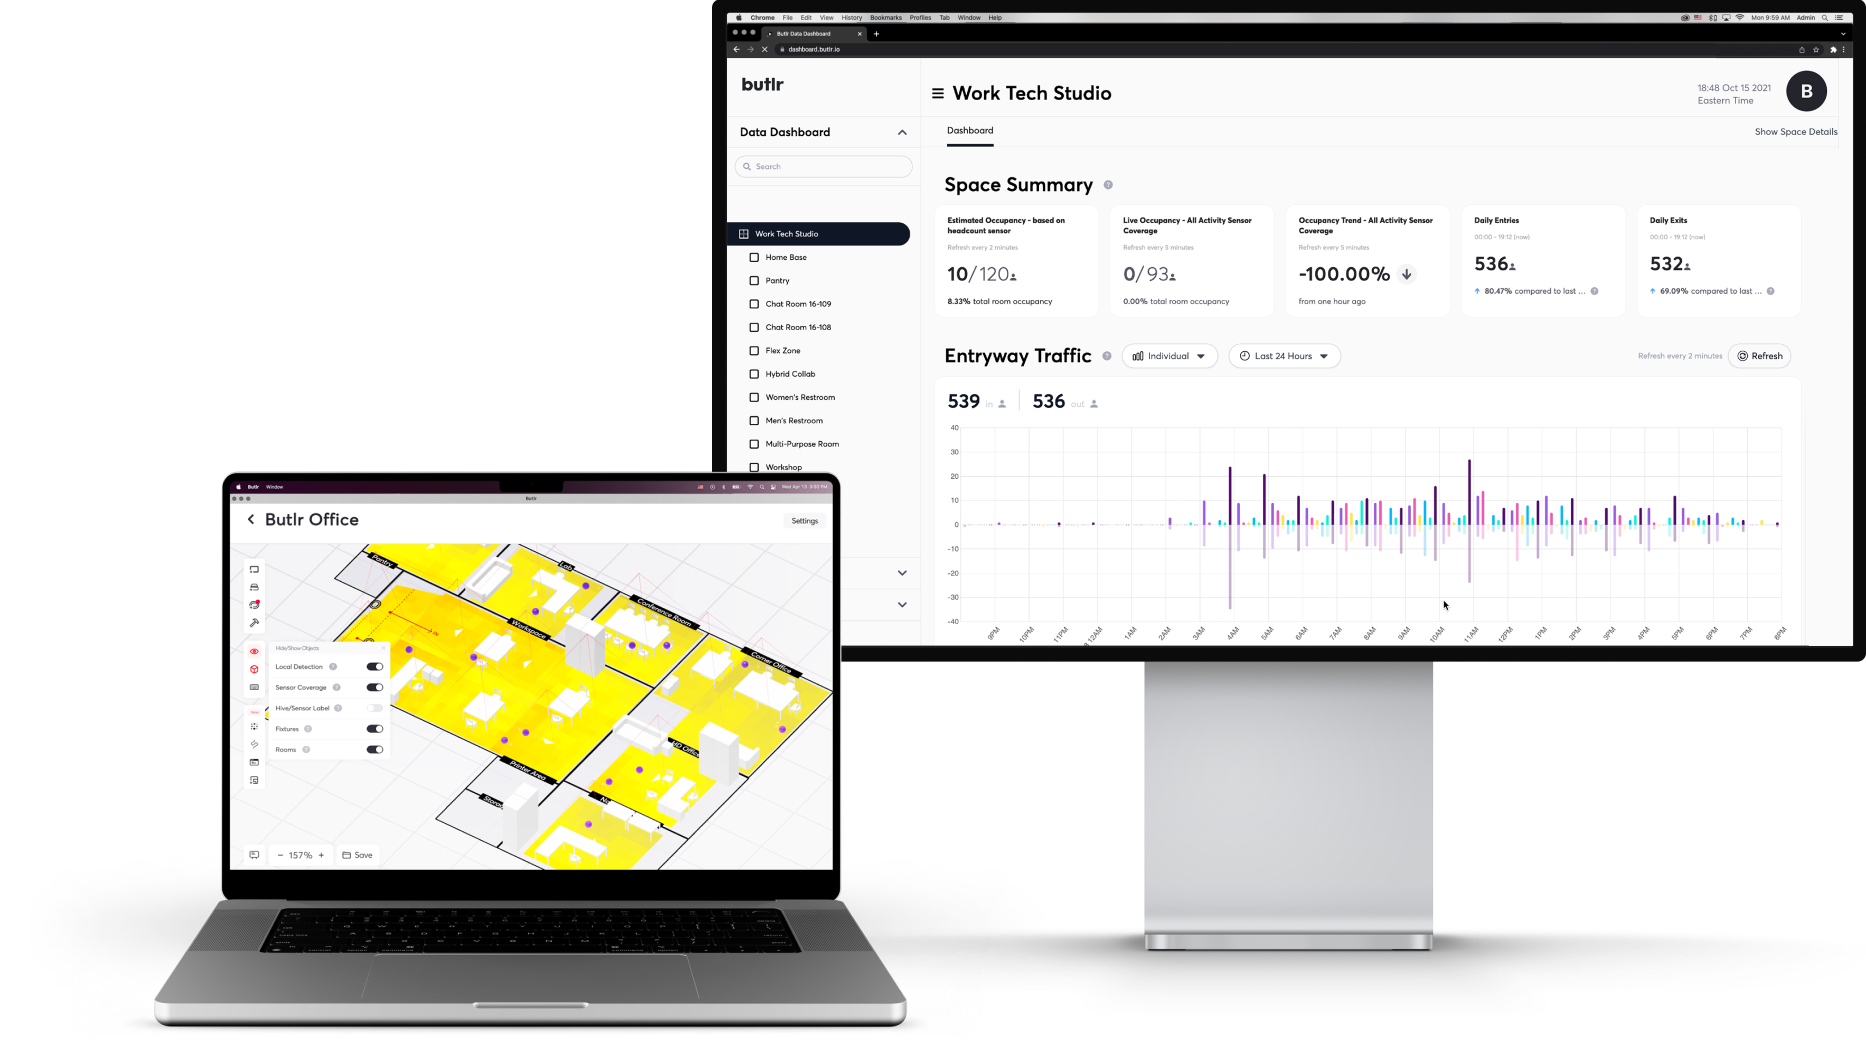 Chrome File Edit View History Bookmarks Profiles Tab Window Help
Mon 9:59 AM Admin
Butlr Data Dashboard
dashboard.butlr.io
butlr
Work Tech Studio
18:48 Oct 15 2021
Eastern Time
B
Data Dashboard
Dashboard
Show Space Details
Search
Work Tech Studio
Home Base
Pantry
Chat Room 16-109
Chat Room 16-108
Flex Zone
Hybrid Collab
Women's Restroom
Men's Restroom
Multi-Purpose Room
Workshop
Space Summary
Estimated Occupancy - based on
headcount sensor
Refresh every 2 minutes
10/120
8.33% total room occupancy
Live Occupancy - All Activity Sensor
Coverage
Refresh every 5 minutes
0/93
0.00% total room occupancy
Occupancy Trend - All Activity Sensor
Coverage
Refresh every 5 minutes
-100.00%
from one hour ago
Daily Entries
00:00 - 19:12 (now)
536
80.47% compared to last ...
Daily Exits
00:00 - 19:12 (now)
532
69.09% compared to last ...
Entryway Traffic
Individual
Last 24 Hours
Refresh every 2 minutes
Refresh
539 in
536 out
40
30
20
10
0
-10
-20
-30
-40
9PM 10PM 11PM 12AM 1AM 2AM 3AM 4AM 5AM 6AM 7AM 8AM 9AM 10AM 11AM 12PM 1PM 2PM 3PM 4PM 5PM 6PM 7PM 8PM
Butlr Window
Wed Apr 13 9:53 PM
Butlr
Butlr Office
Settings
Pantry
Lab
Conference Room
Workspace
IN
Corner Office
Printer Area
Hide/Show Objects
Local Detection
Sensor Coverage
Hive/Sensor Label
Fixtures
Rooms
157%
Save